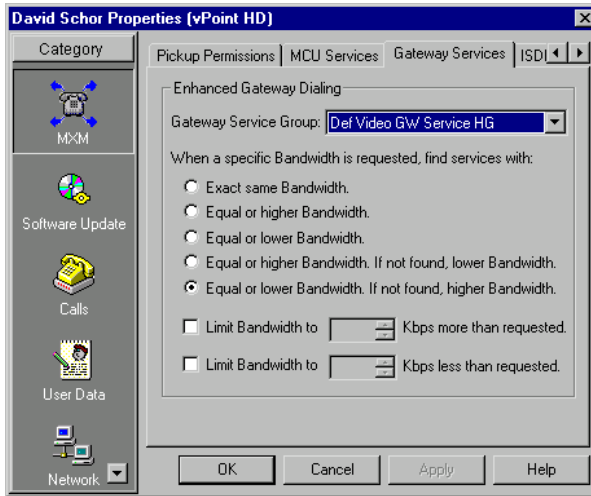 David Schor Properties (vPoint HD)
Category
MXM
Software Update
Calls
User Data
Network
Pickup Permissions
MCU Services
Gateway Services
ISDI
Enhanced Gateway Dialing
Gateway Service Group: Def Video GW Service HG
When a specific Bandwidth is requested, find services with:
Exact same Bandwidth.
Equal or higher Bandwidth.
Equal or lower Bandwidth.
Equal or higher Bandwidth. If not found, lower Bandwidth.
Equal or lower Bandwidth. If not found, higher Bandwidth.
Limit Bandwidth to Kbps more than requested.
Limit Bandwidth to Kbps less than requested.
OK Cancel Apply Help